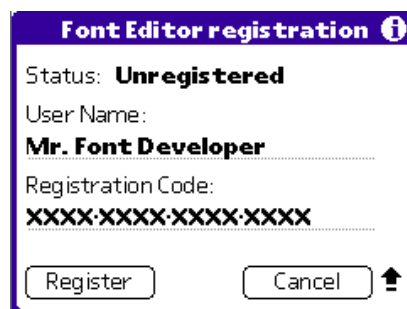 Font Editor registration
Status: Unregistered
User Name:
Mr. Font Developer
Registration Code:
XXXX-XXXX-XXXX-XXXX
Register Cancel